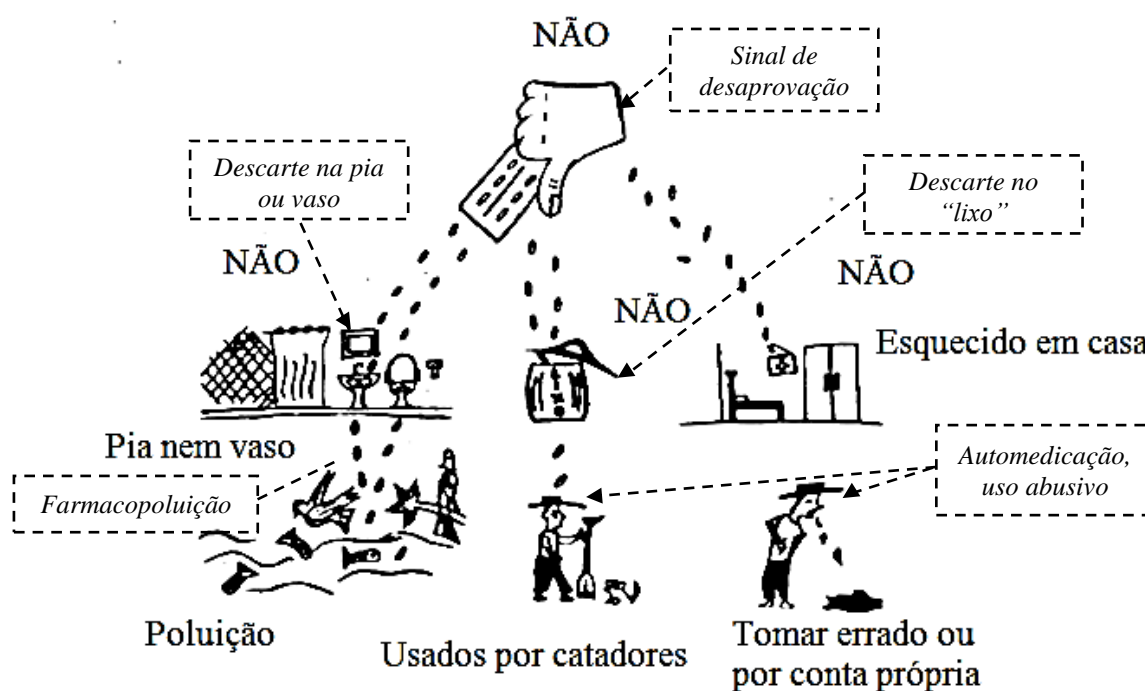 NÃO
Sinal de
desaprovação
Descarte na pia
ou vaso
Descarte no
“lixo”
NÃO
NÃO
NÃO
Esquecido em casa
Pia nem vaso
LIXO
Farmacopoluição
Automedicação,
uso abusivo
Poluição
Usados por catadores
Tomar errado ou
por conta própria